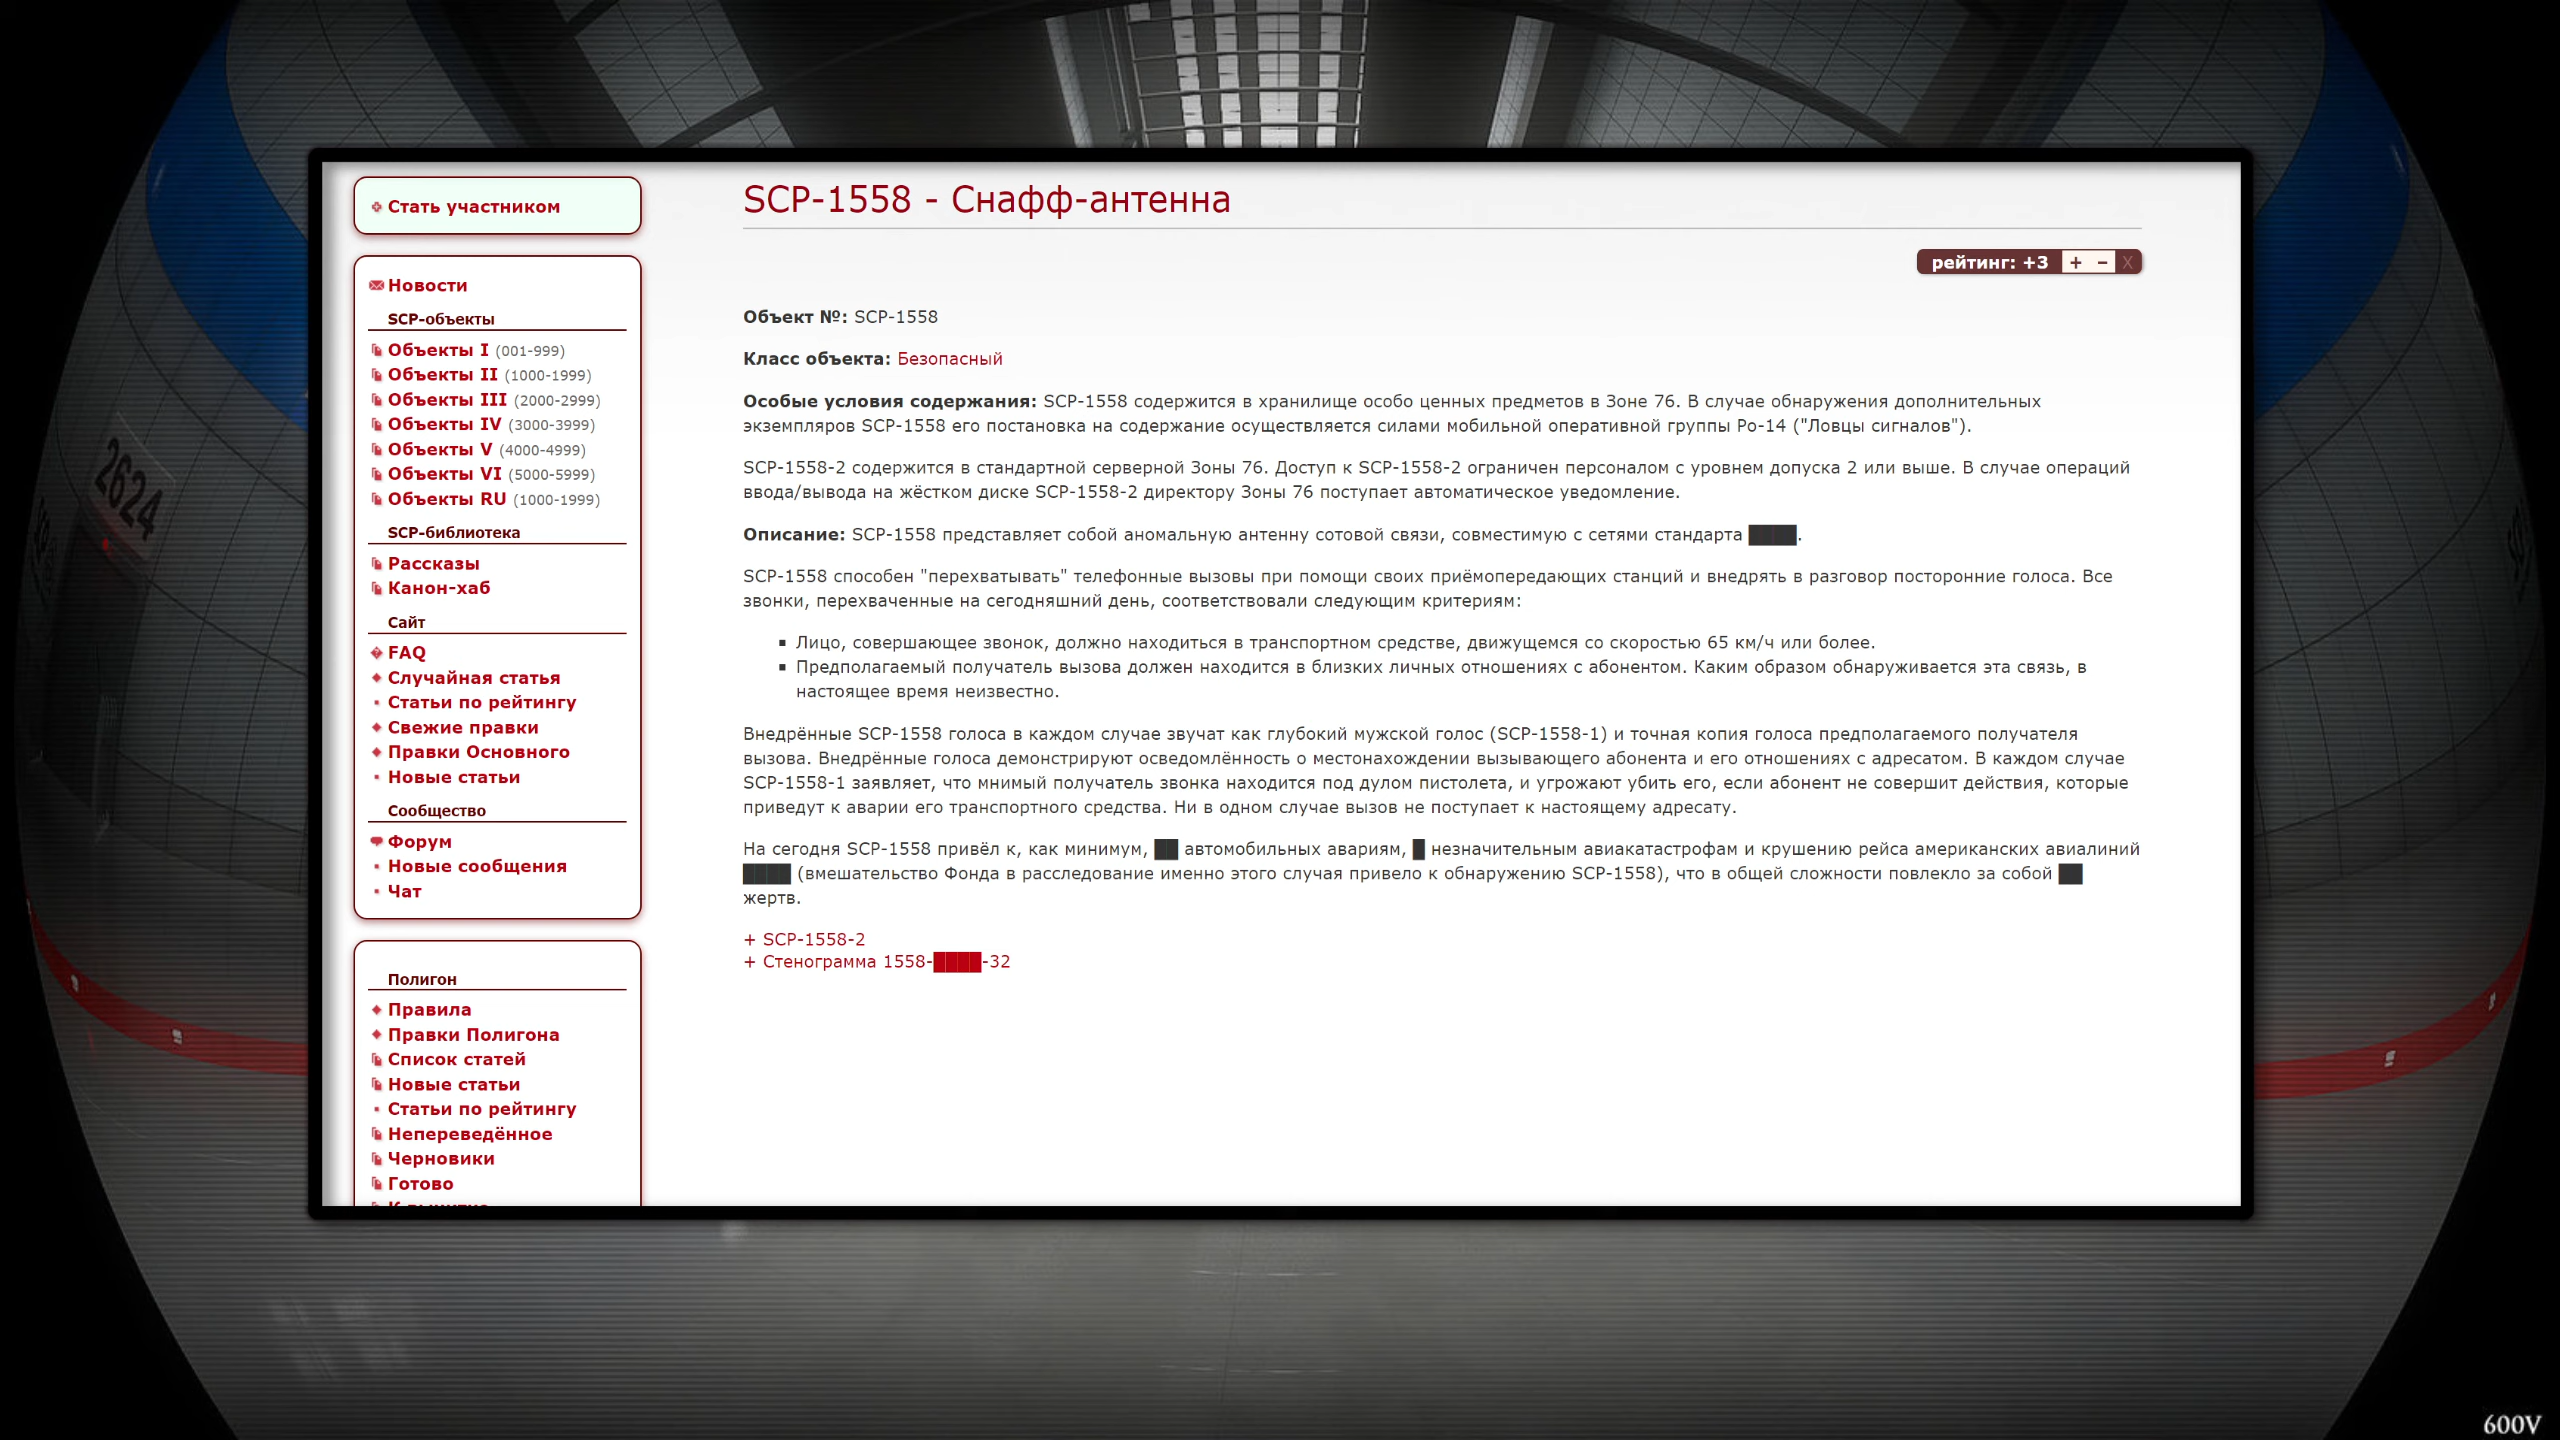 Стать участником
Новости
SCP-объекты
Объекты I (001-999)
Объекты II (1000-1999)
Объекты III (2000-2999)
Объекты IV (3000-3999)
Объекты V (4000-4999)
Объекты VI (5000-5999)
Объекты RU (1000-1999)
SCP-библиотека
Рассказы
Канон-хаб
Сайт
FAQ
Случайная статья
Статьи по рейтингу
Свежие правки
Правки Основного
Новые статьи
Сообщество
Форум
Новые сообщения
Чат
Полигон
Правила
Правки Полигона
Список статей
Новые статьи
Статьи по рейтингу
Непереведённое
Черновики
Готово
SCP-1558 - Снафф-антенна
рейтинг: +3 + − X
Объект №: SCP-1558
Класс объекта: Безопасный
Особые условия содержания: SCP-1558 содержится в хранилище особо ценных предметов в Зоне 76. В случае обнаружения дополнительных
экземпляров SCP-1558 его постановка на содержание осуществляется силами мобильной оперативной группы Ро-14 ("Ловцы сигналов").
SCP-1558-2 содержится в стандартной серверной Зоны 76. Доступ к SCP-1558-2 ограничен персоналом с уровнем допуска 2 или выше. В случае операций
ввода/вывода на жёстком диске SCP-1558-2 директору Зоны 76 поступает автоматическое уведомление.
Описание: SCP-1558 представляет собой аномальную антенну сотовой связи, совместимую с сетями стандарта ████.
SCP-1558 способен "перехватывать" телефонные вызовы при помощи своих приёмопередающих станций и внедрять в разговор посторонние голоса. Все
звонки, перехваченные на сегодняшний день, соответствовали следующим критериям:
Лицо, совершающее звонок, должно находиться в транспортном средстве, движущемся со скоростью 65 км/ч или более.
Предполагаемый получатель вызова должен находится в близких личных отношениях с абонентом. Каким образом обнаруживается эта связь, в
настоящее время неизвестно.
Внедрённые SCP-1558 голоса в каждом случае звучат как глубокий мужской голос (SCP-1558-1) и точная копия голоса предполагаемого получателя
вызова. Внедрённые голоса демонстрируют осведомлённость о местонахождении вызывающего абонента и его отношениях с адресатом. В каждом случае
SCP-1558-1 заявляет, что мнимый получатель звонка находится под дулом пистолета, и угрожают убить его, если абонент не совершит действия, которые
приведут к аварии его транспортного средства. Ни в одном случае вызов не поступает к настоящему адресату.
На сегодня SCP-1558 привёл к, как минимум, ██ автомобильных авариям, █ незначительным авиакатастрофам и крушению рейса американских авиалиний
████ (вмешательство Фонда в расследование именно этого случая привело к обнаружению SCP-1558), что в общей сложности повлекло за собой ██
жертв.
+ SCP-1558-2
+ Стенограмма 1558-████-32
2624
600V